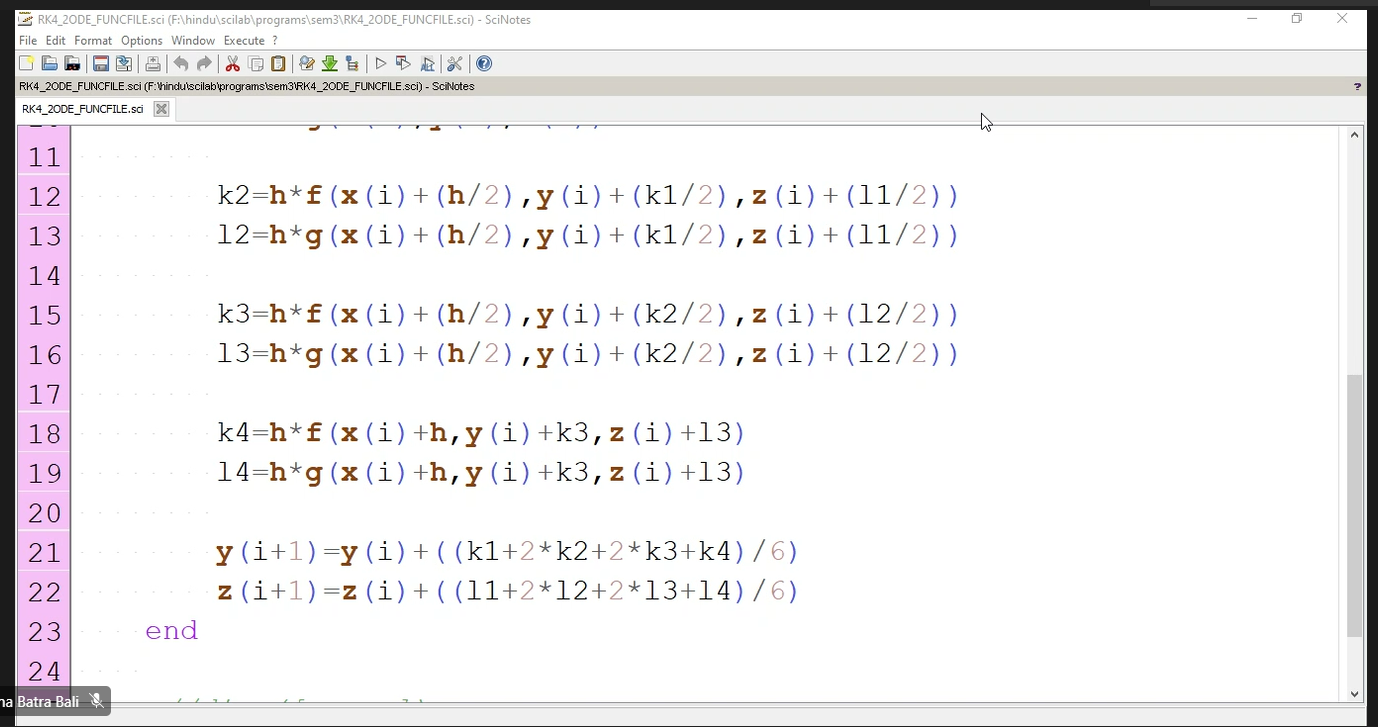 RK4_2ODE_FUNCFILE.sci (F:\hindu\scilab\programs\sem3\RK4_2ODE_FUNCFILE.sci) - SciNotes
File Edit Format Options Window Execute ?
RK4_2ODE_FUNCFILE.sci (F:\hindu\scilab\programs\sem3\RK4_2ODE_FUNCFILE.sci) - SciNotes ?
RK4_2ODE_FUNCFILE.sci
11
12 k2=h*f(x(i)+(h/2),y(i)+(k1/2),z(i)+(l1/2))
13 l2=h*g(x(i)+(h/2),y(i)+(k1/2),z(i)+(l1/2))
14
15 k3=h*f(x(i)+(h/2),y(i)+(k2/2),z(i)+(l2/2))
16 l3=h*g(x(i)+(h/2),y(i)+(k2/2),z(i)+(l2/2))
17
18 k4=h*f(x(i)+h,y(i)+k3,z(i)+l3)
19 l4=h*g(x(i)+h,y(i)+k3,z(i)+l3)
20
21 y(i+1)=y(i)+((k1+2*k2+2*k3+k4)/6)
22 z(i+1)=z(i)+((l1+2*l2+2*l3+l4)/6)
23 end
24
na Batra Bali